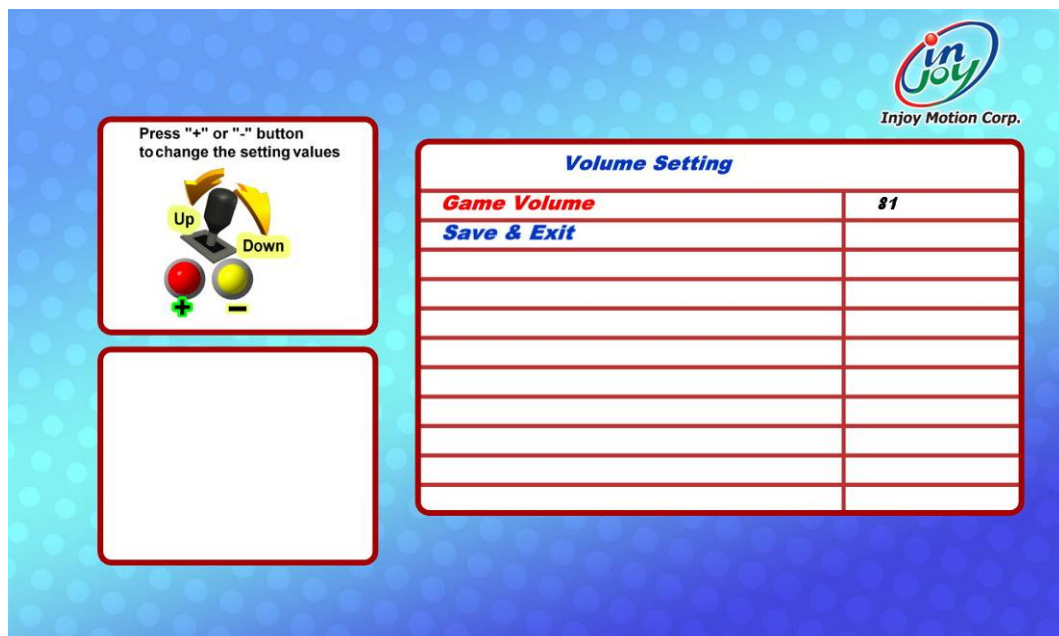 in
joy
Injoy Motion Corp.
Press "+" or "-" button
to change the setting values
Up
Down
+
-
Volume Setting
Game Volume 81
Save & Exit